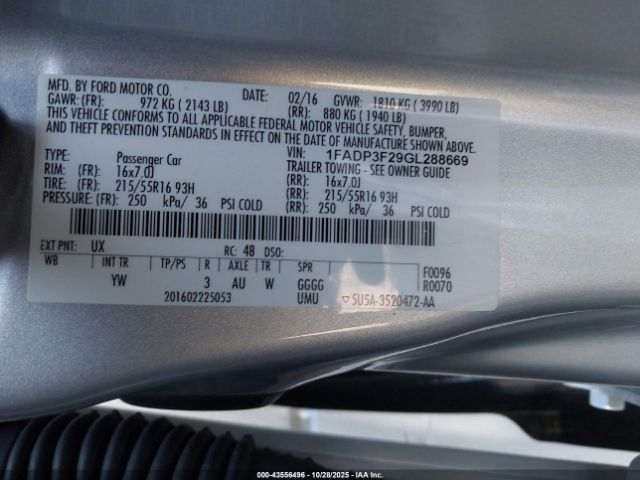 MFD. BY FORD MOTOR CO. DATE: 02/16 GVWR: 1810 KG ( 3990 LB)
GAWR: (FR): 972 KG ( 2143 LB) (RR): 880 KG ( 1940 LB)
THIS VEHICLE CONFORMS TO ALL APPLICABLE FEDERAL MOTOR VEHICLE SAFETY, BUMPER,
AND THEFT PREVENTION STANDARDS IN EFFECT ON THE DATE OF MANUFACTURE SHOWN ABOVE.
VIN: 1FADP3F29GL288669
TYPE: Passenger Car TRAILER TOWING - SEE OWNER GUIDE
RIM: (FR): 16x7.0J (RR): 16x7.0J
TIRE: (FR): 215/55R16 93H (RR): 215/55R16 93H
PRESSURE: (FR): 250 kPa/ 36 PSI COLD (RR): 250 kPa/ 36 PSI COLD
EXT PNT: UX RC: 48 DSO:
WB INT TR TP/PS R AXLE TR SPR F0096
YW 3 AU W GGGG R0070
201602225053 UMU 5U5A-3520472-AA
000-43556496 - 10/28/2025 - IAAI.com